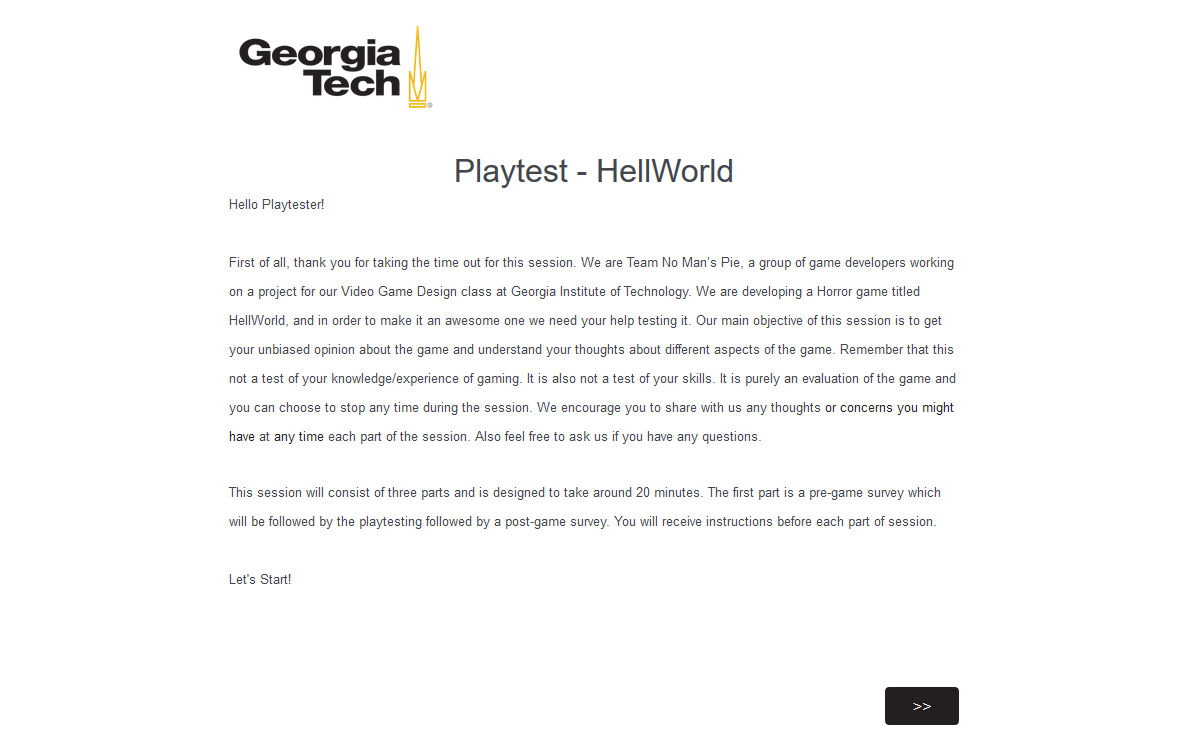 Georgia
Tech
®
Playtest - HellWorld
Hello Playtester!
First of all, thank you for taking the time out for this session. We are Team No Man's Pie, a group of game developers working
on a project for our Video Game Design class at Georgia Institute of Technology. We are developing a Horror game titled
HellWorld, and in order to make it an awesome one we need your help testing it. Our main objective of this session is to get
your unbiased opinion about the game and understand your thoughts about different aspects of the game. Remember that this
not a test of your knowledge/experience of gaming. It is also not a test of your skills. It is purely an evaluation of the game and
you can choose to stop any time during the session. We encourage you to share with us any thoughts or concerns you might
have at any time each part of the session. Also feel free to ask us if you have any questions.
This session will consist of three parts and is designed to take around 20 minutes. The first part is a pre-game survey which
will be followed by the playtesting followed by a post-game survey. You will receive instructions before each part of session.
Let's Start!
>>